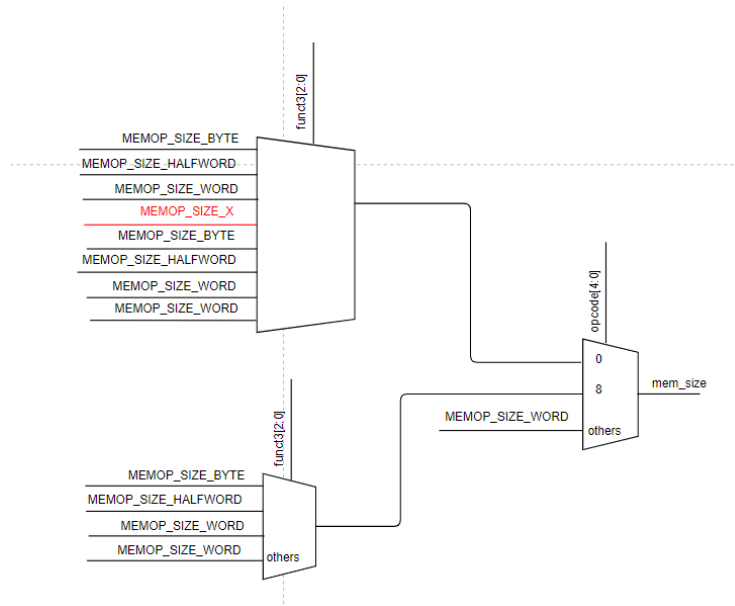 funct3[2:0]
MEMOP_SIZE_BYTE
MEMOP_SIZE_HALFWORD
MEMOP_SIZE_WORD
MEMOP_SIZE_X
MEMOP_SIZE_BYTE
MEMOP_SIZE_HALFWORD
MEMOP_SIZE_WORD
MEMOP_SIZE_WORD
opcode[4:0]
0
8
others
mem_size
MEMOP_SIZE_WORD
funct3[2:0]
MEMOP_SIZE_BYTE
MEMOP_SIZE_HALFWORD
MEMOP_SIZE_WORD
MEMOP_SIZE_WORD
others